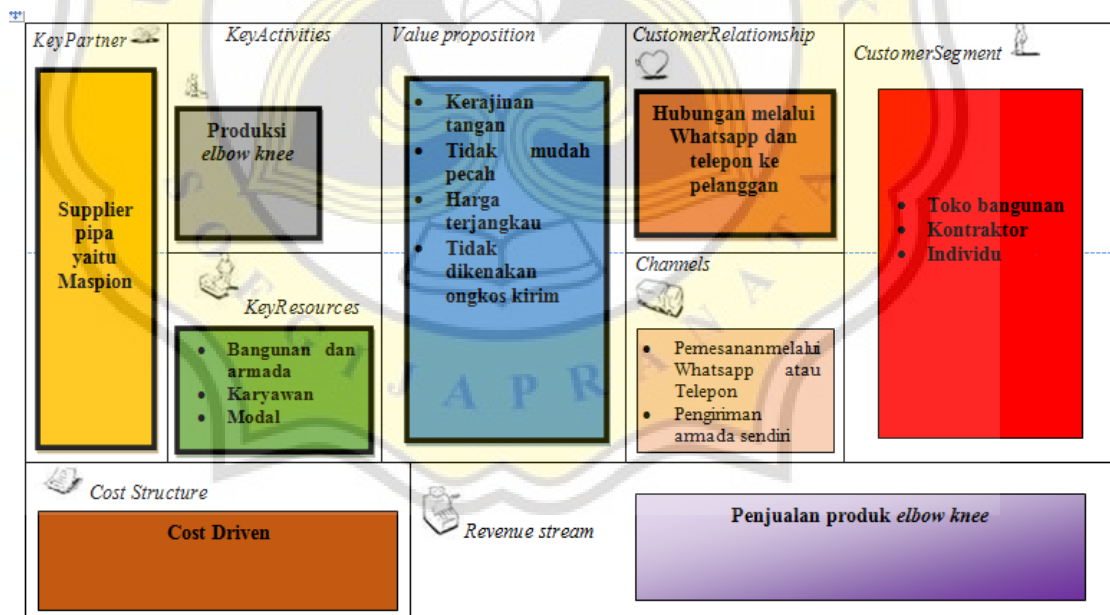 KeyPartner
Supplier
pipa
yaitu
Maspion
KeyActivities
Produksi
elbow knee
KeyResources
• Bangunan dan
armada
• Karyawan
• Modal
Value proposition
• Kerajinan
tangan
• Tidak mudah
pecah
• Harga
terjangkau
• Tidak
dikenakan
ongkos kirim
CustomerRelatiomship
Hubungan melalui
Whatsapp dan
telepon ke
pelanggan
Channels
• Pemesananmelalui
Whatsapp atau
Telepon
• Pengiriman
armada sendiri
CustomerSegment
• Toko bangunan
• Kontraktor
• Individu
Cost Structure
Cost Driven
Revenue stream
Penjualan produk elbow knee
SOEGIJAPRANATA